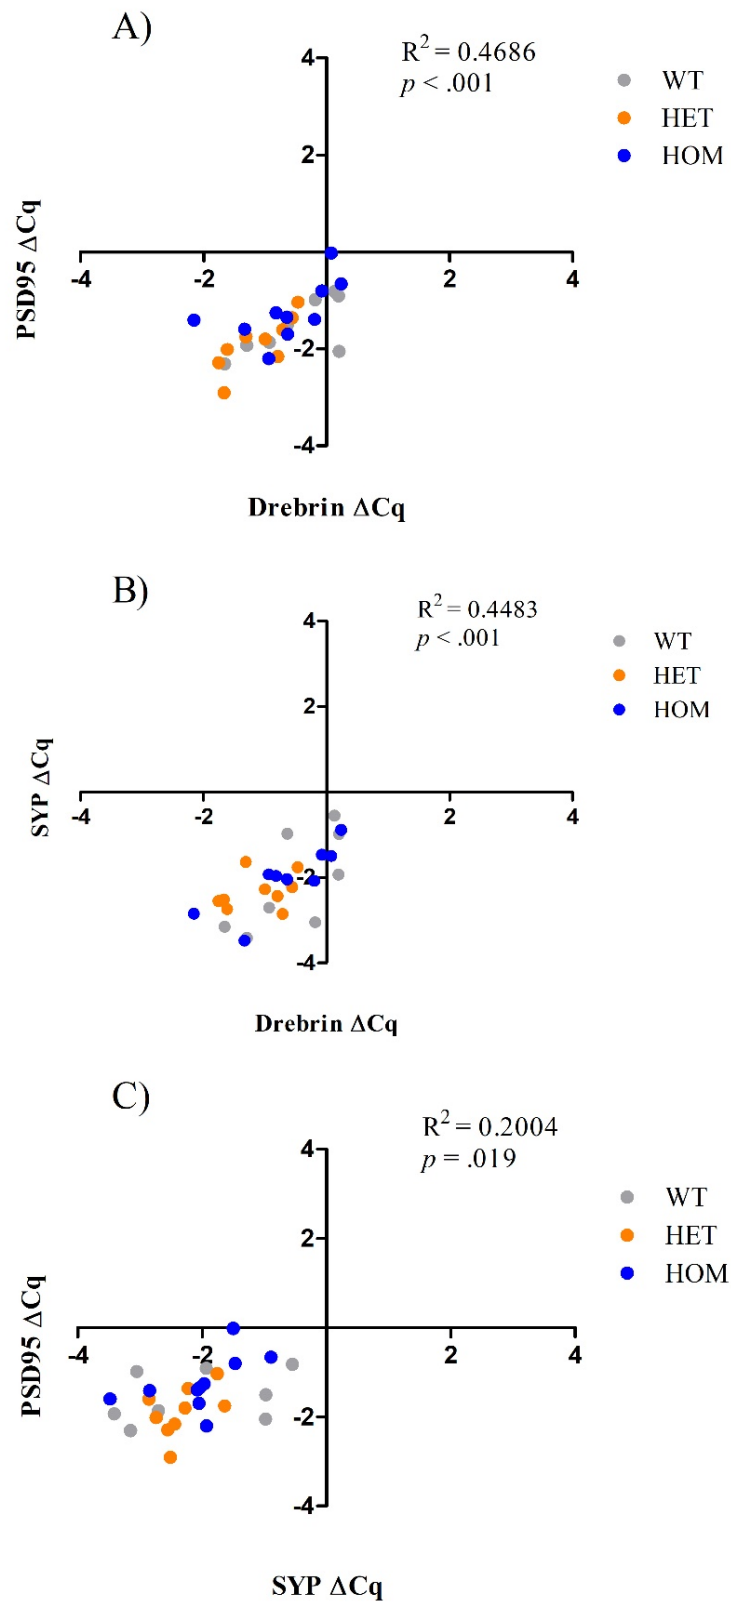 A)
R² = 0.4686
p < .001
WT
HET
HOM
4
2
-4 -2 2 4
-2
-4
PSD95 ΔCq
Drebrin ΔCq
B)
R² = 0.4483
p < .001
WT
HET
HOM
4
2
-4 -2 2 4
-2
-4
SYP ΔCq
Drebrin ΔCq
C)
R² = 0.2004
p = .019
WT
HET
HOM
4
2
-4 -2 2 4
-2
-4
PSD95 ΔCq
SYP ΔCq